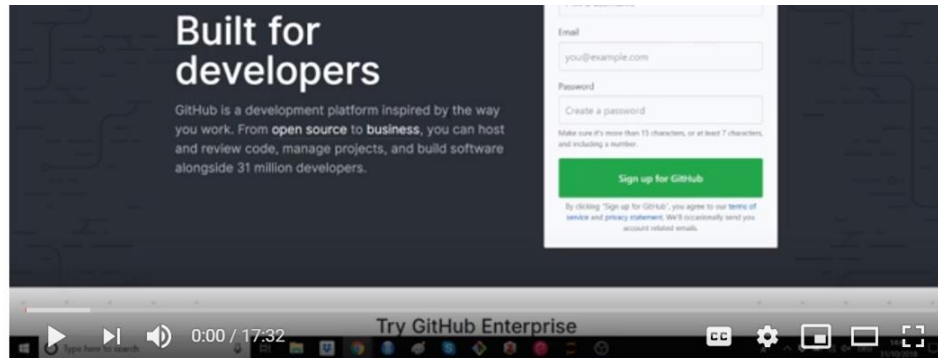 Built for
developers
GitHub is a development platform inspired by the way
you work. From open source to business, you can host
and review code, manage projects, and build software
alongside 31 million developers.
Email
you@example.com
Password
Create a password
Make sure it's more than 15 characters, or at least 7 characters,
and including a number.
Sign up for GitHub
By clicking "Sign up for GitHub", you agree to our terms of
service and privacy statement. We'll occasionally send you
account related emails.
Try GitHub Enterprise
0:00 / 17:32
CC
Type here to search
31/10/2018